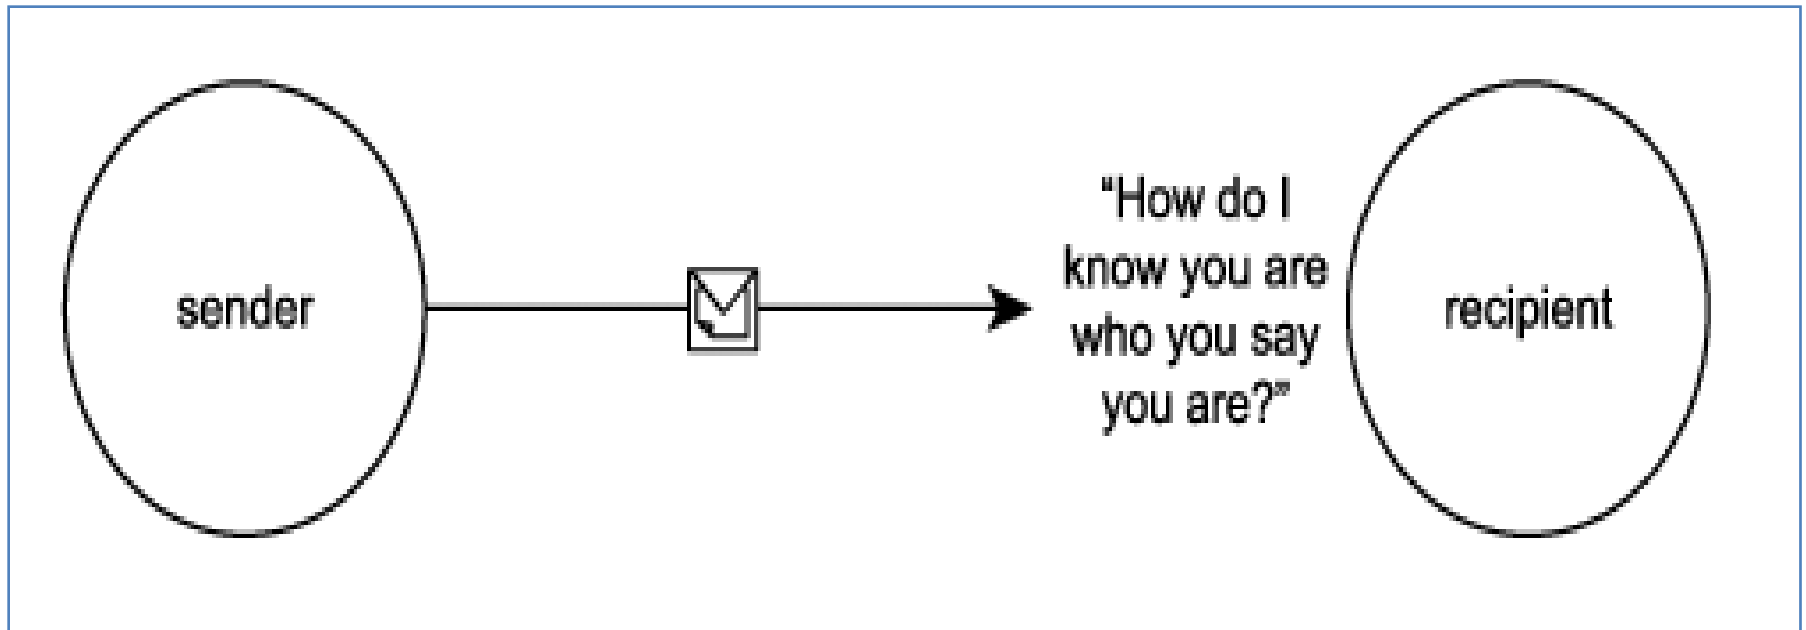 sender
“How do I
know you are
who you say
you are?”
recipient